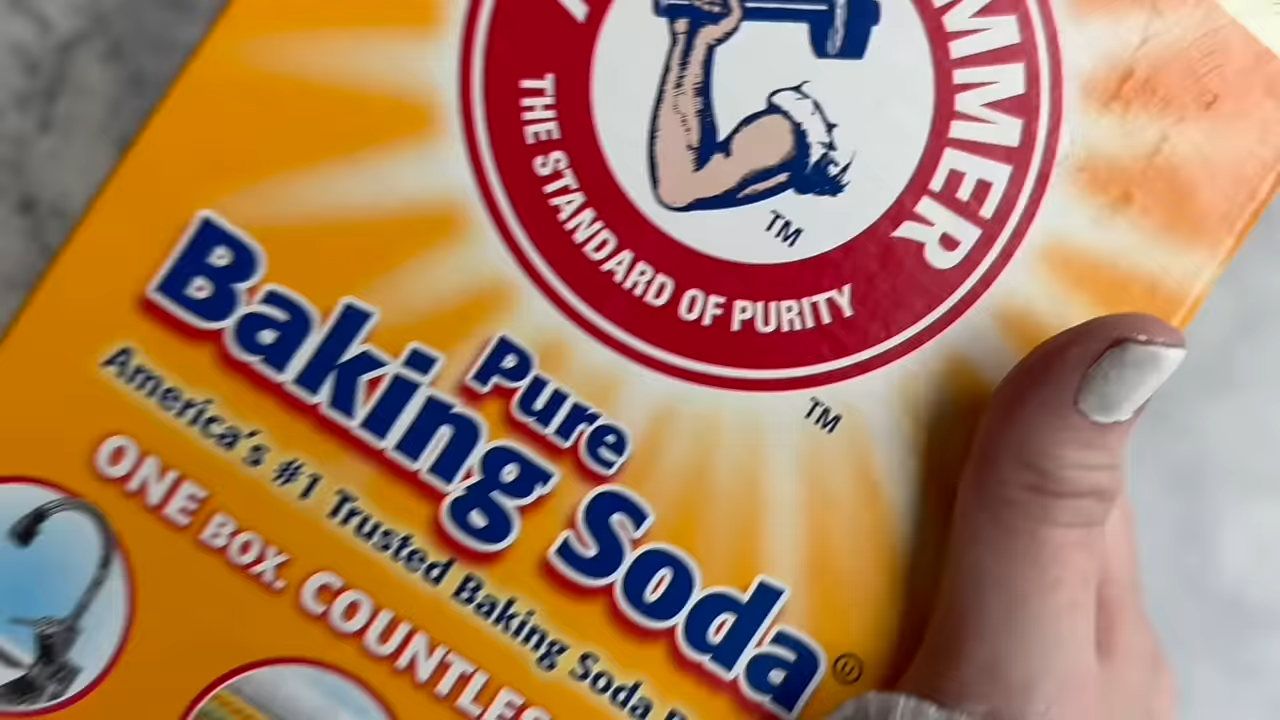 MMER
THE STANDARD OF PURITY
TM
TM
Pure
Baking Soda
America's #1 Trusted Baking Soda
ONE BOX. COUNTLES